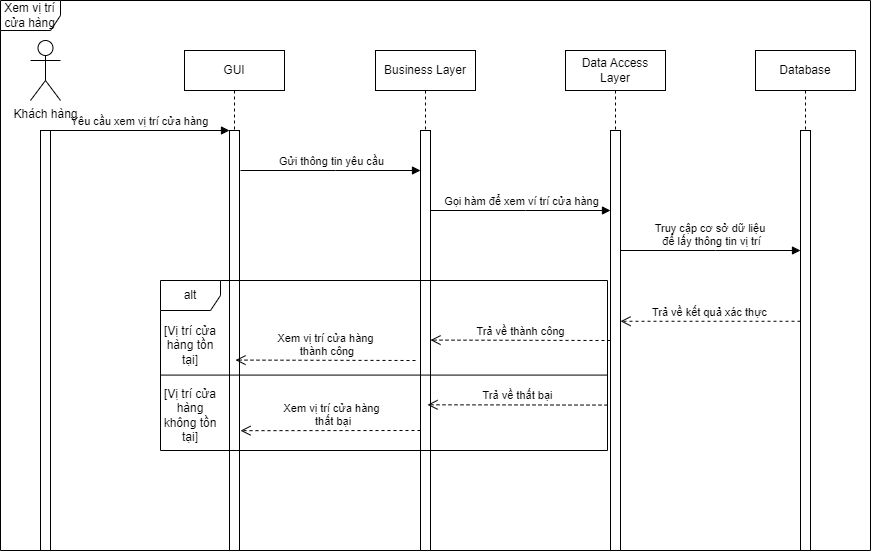 Xem vị trí
cửa hàng
Khách hàng
GUI
Business Layer
Data Access
Layer
Database
Yêu cầu xem vị trí cửa hàng
Gửi thông tin yêu cầu
Gọi hàm để xem ví trí cửa hàng
Truy cập cơ sở dữ liệu
để lấy thông tin vị trí
alt
Trả về kết quả xác thực
[Vị trí cửa
hàng tồn
tại]
Xem vị trí cửa hàng
thành công
Trả về thành công
[Vị trí cửa
hàng
không tồn
tại]
Xem vị trí cửa hàng
thất bại
Trả về thất bại